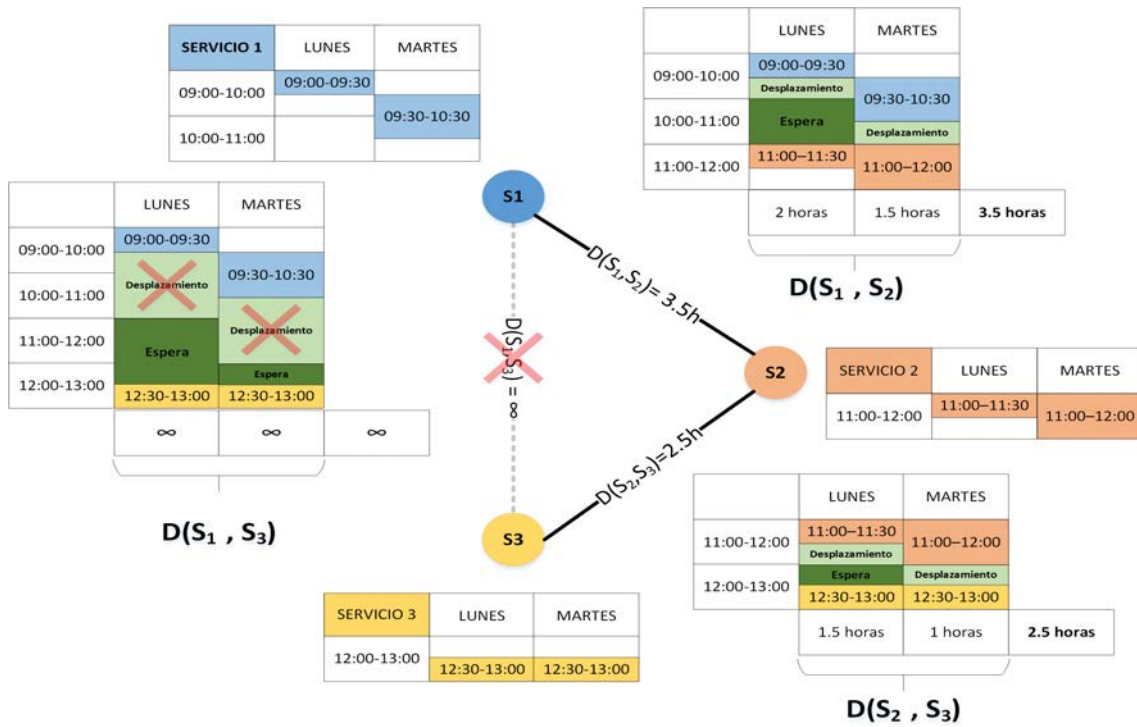 SERVICIO 1 LUNES MARTES
09:00-10:00 09:00-09:30
09:30-10:30
10:00-11:00
LUNES MARTES
09:00-10:00 09:00-09:30
Desplazamiento 09:30-10:30
10:00-11:00 Espera
Desplazamiento
11:00-12:00 11:00–11:30 11:00–12:00
2 horas 1.5 horas 3.5 horas
D(S1 , S2)
LUNES MARTES
09:00-10:00 09:00-09:30
Desplazamiento 09:30-10:30
10:00-11:00
Desplazamiento
11:00-12:00 Espera
Espera
12:00-13:00 12:30-13:00 12:30-13:00
∞ ∞ ∞
D(S1 , S3)
S1
D(S1,S2)= 3.5h
D(S1,S3) = ∞
S2
D(S2,S3)=2.5h
S3
SERVICIO 2 LUNES MARTES
11:00-12:00 11:00–11:30 11:00–12:00
SERVICIO 3 LUNES MARTES
12:00-13:00
12:30-13:00 12:30-13:00
LUNES MARTES
11:00-12:00 11:00–11:30 11:00–12:00
Desplazamiento
12:00-13:00 Espera Desplazamiento
12:30-13:00 12:30-13:00
1.5 horas 1 horas 2.5 horas
D(S2 , S3)